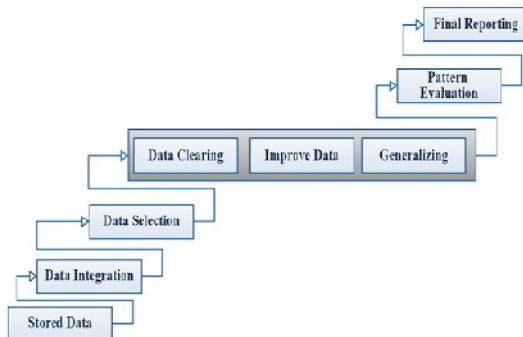 Final Reporting
Pattern
Evaluation
Data Clearing
Improve Data
Generalizing
Data Selection
Data Integration
Stored Data